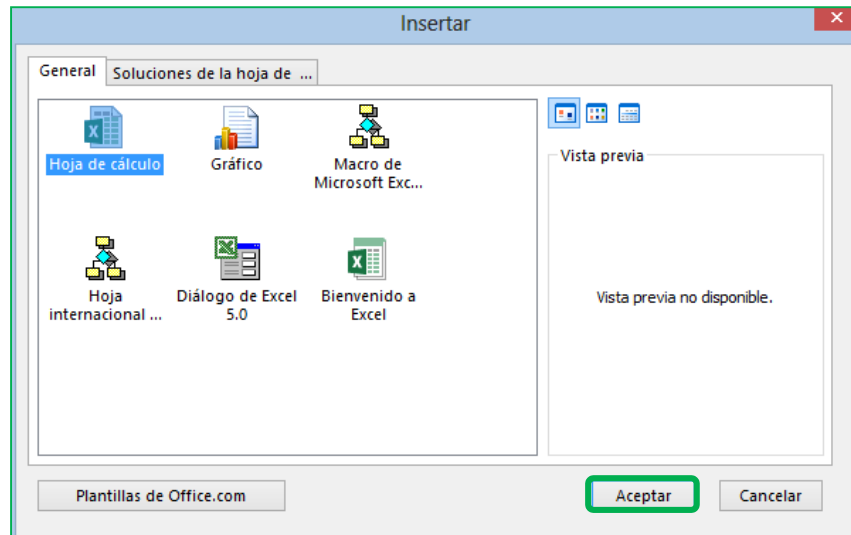 Insertar
General
Soluciones de la hoja de ...
Hoja de cálculo
Gráfico
Macro de
Microsoft Exc...
Hoja
internacional ...
Diálogo de Excel
5.0
Bienvenido a
Excel
Vista previa
Vista previa no disponible.
Plantillas de Office.com
Aceptar
Cancelar